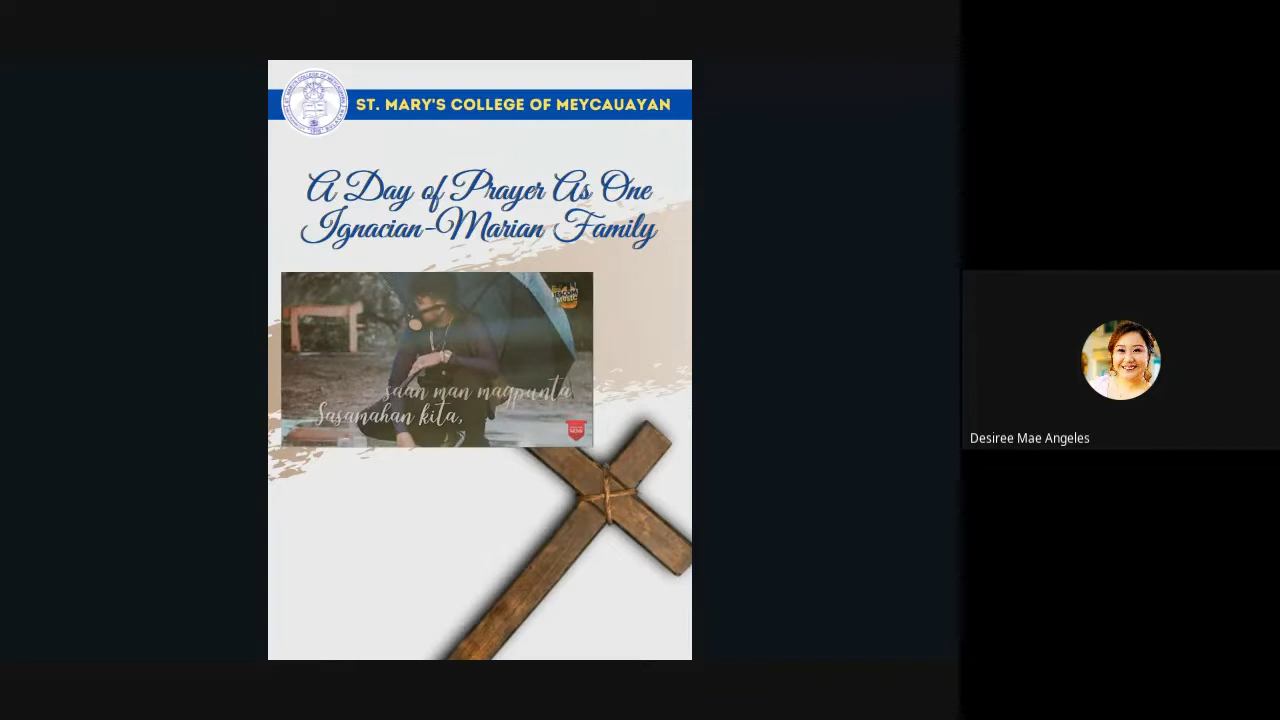 ST. MARY'S COLLEGE OF MEYCAUAYAN
A Day of Prayer As One
Ignacian-Marian Family
saan man magpunta
Sasamahan kita,
Desiree Mae Angeles